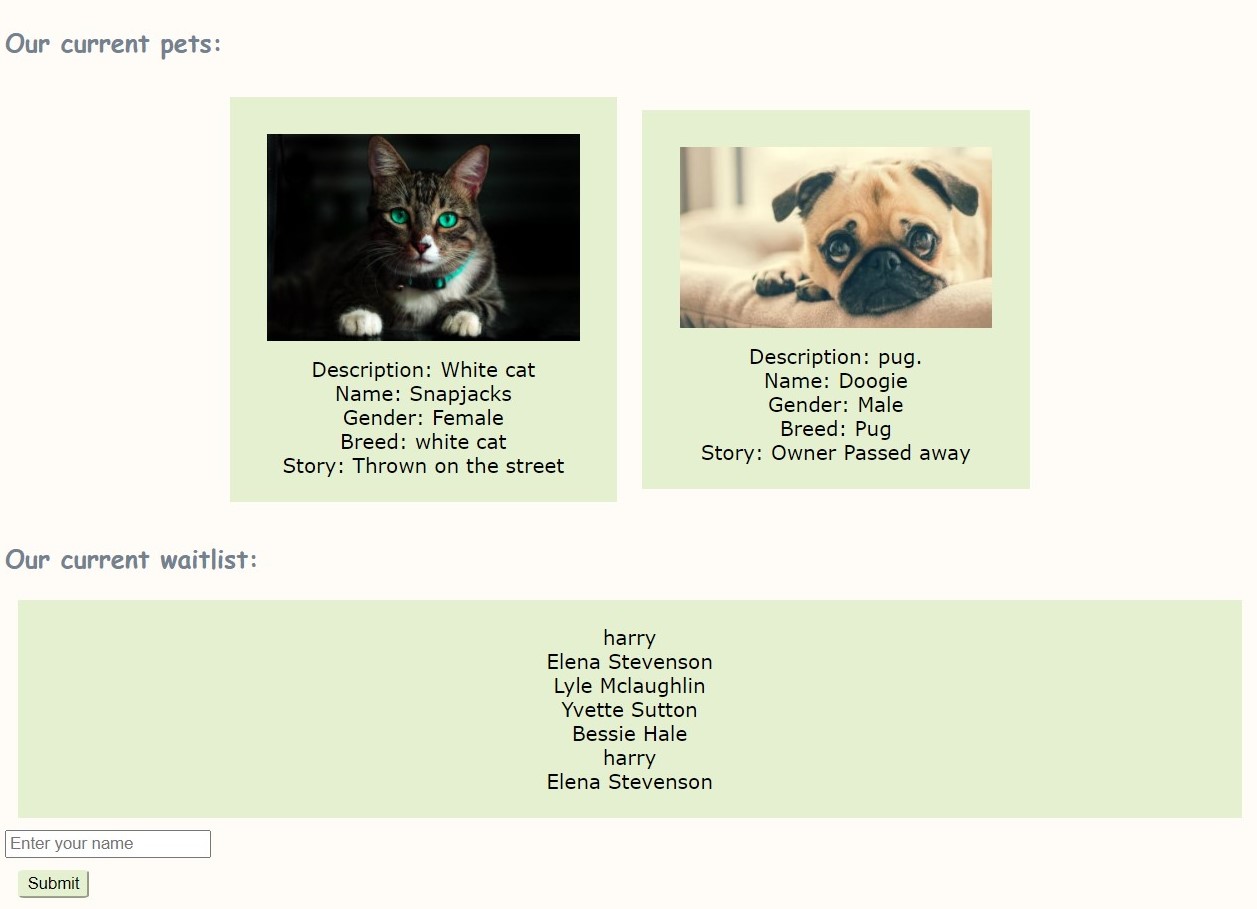 Our current pets:
Description: White cat
Name: Snapjacks
Gender: Female
Breed: white cat
Story: Thrown on the street
Description: pug.
Name: Doogie
Gender: Male
Breed: Pug
Story: Owner Passed away
Our current waitlist:
harry
Elena Stevenson
Lyle Mclaughlin
Yvette Sutton
Bessie Hale
harry
Elena Stevenson
Enter your name
Submit